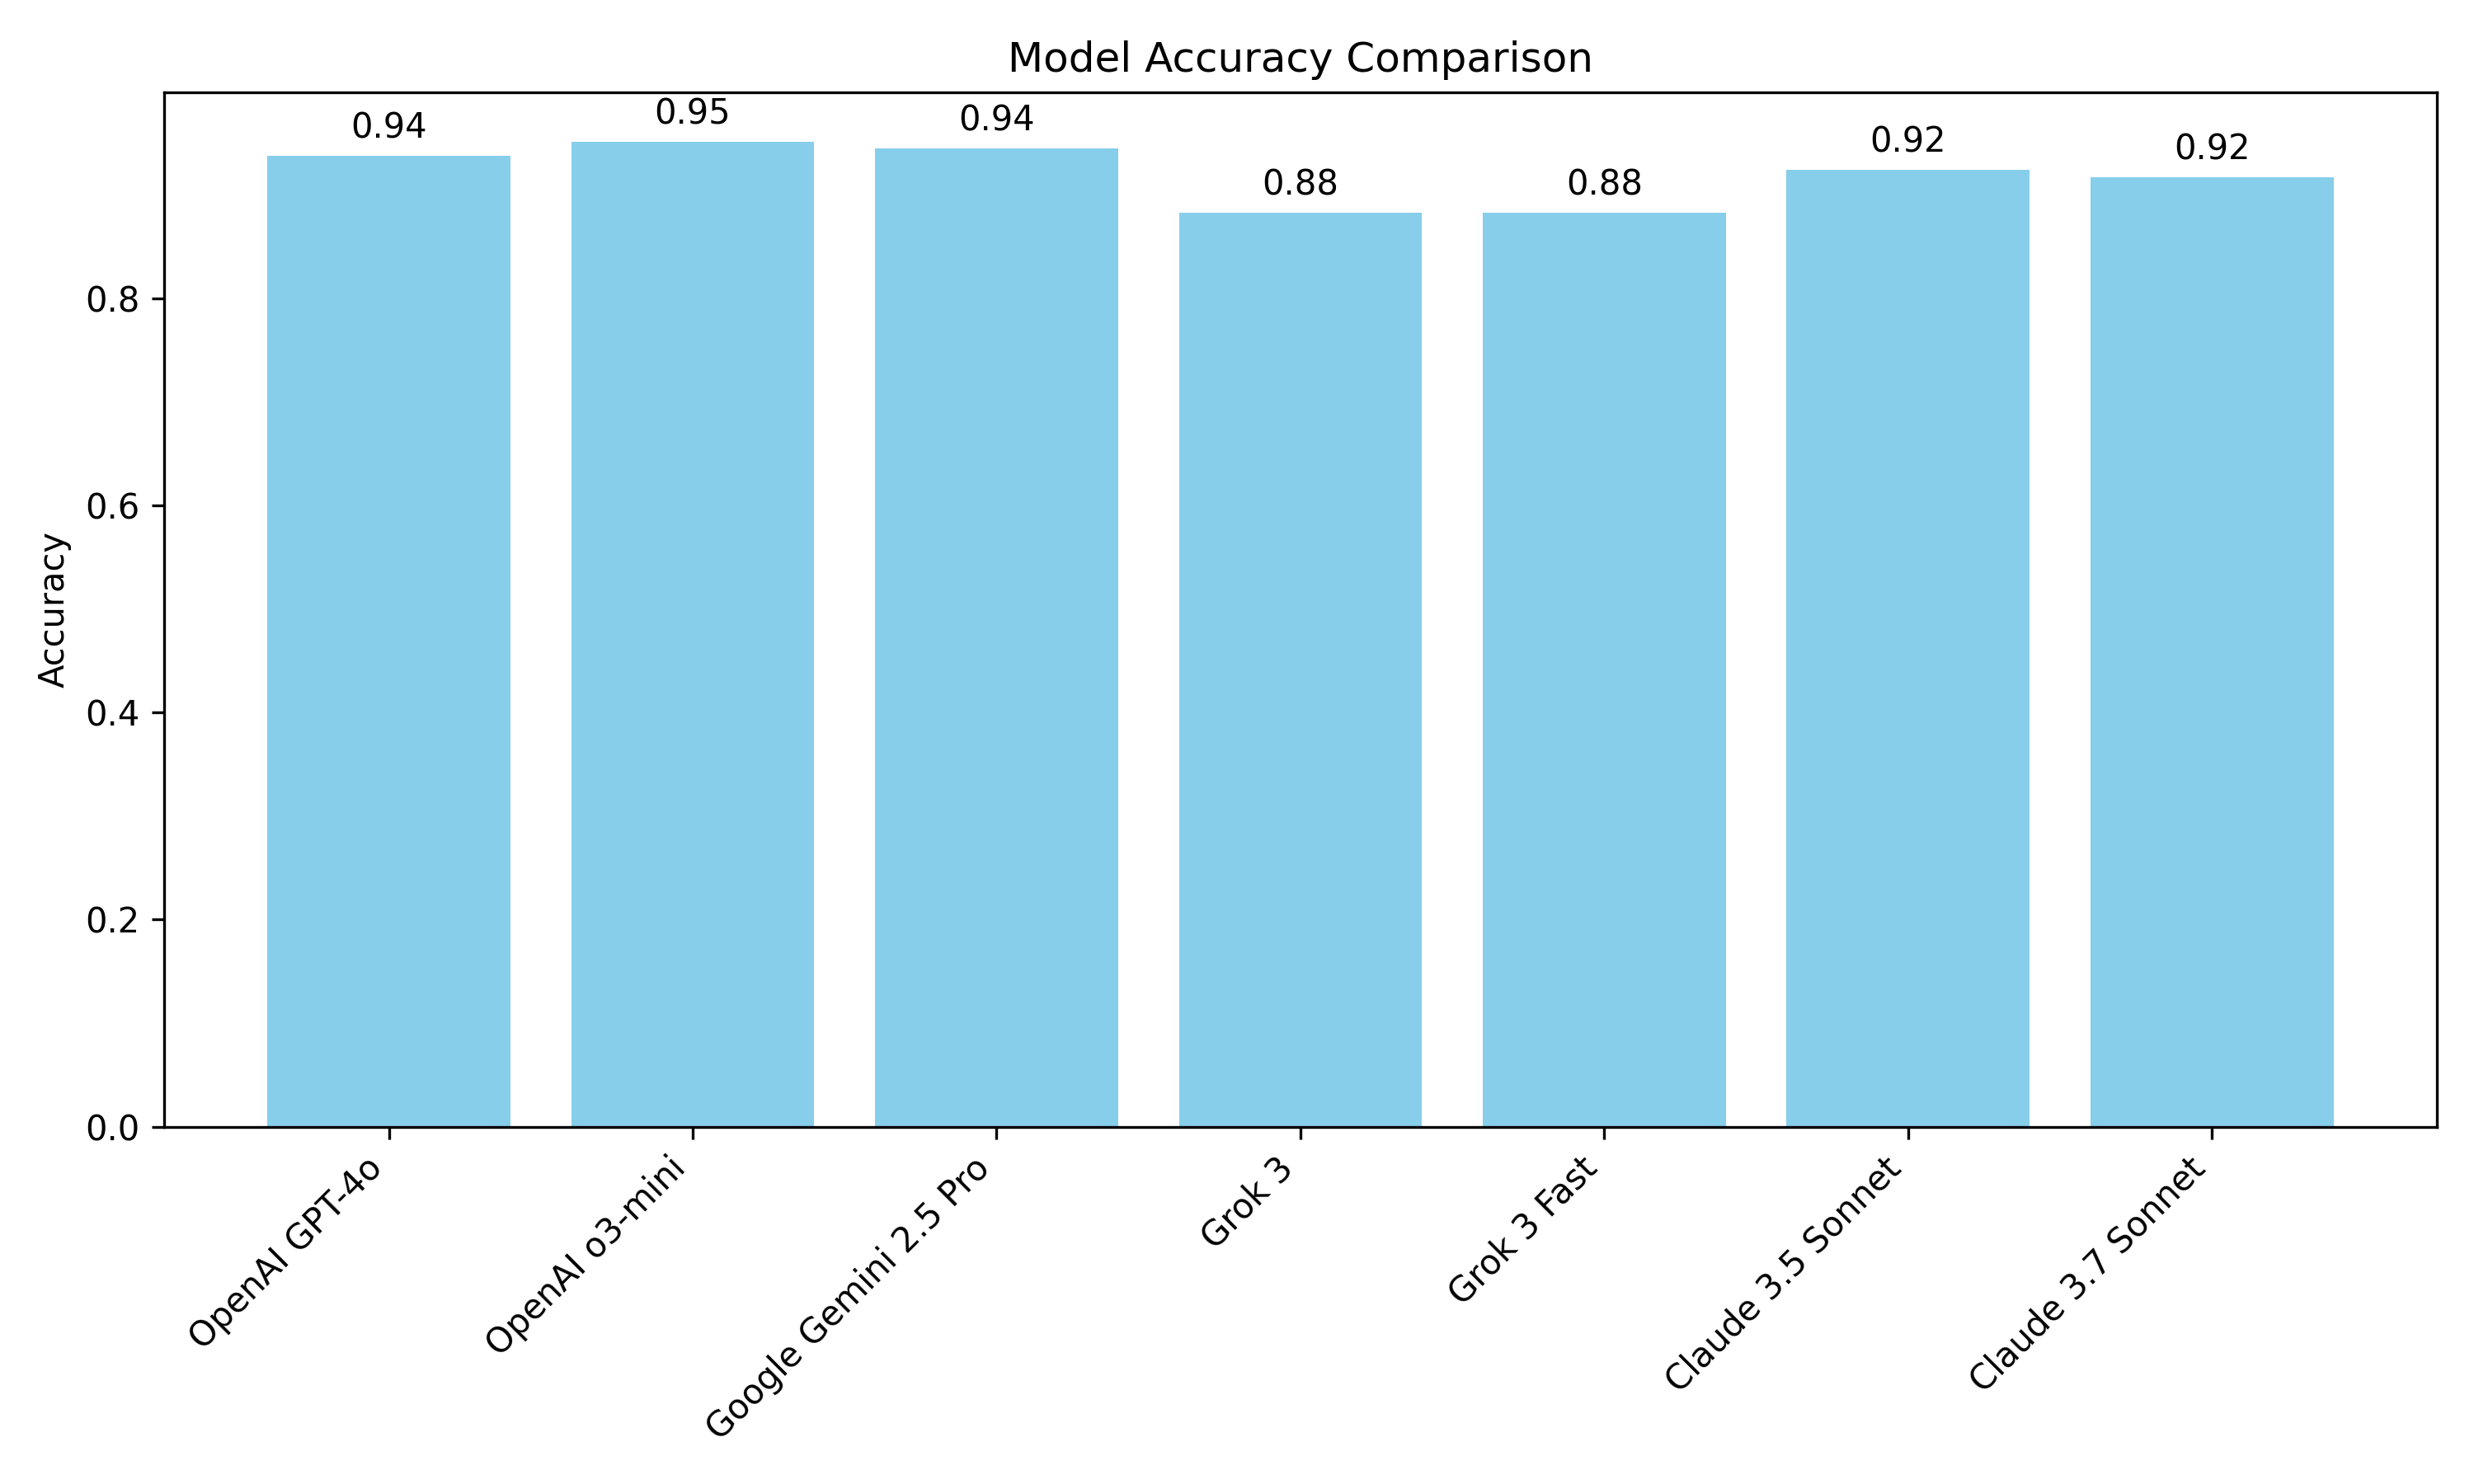 Model Accuracy Comparison
0.94
0.95
0.94
0.88
0.88
0.92
0.92
Accuracy
0.8
0.6
0.4
0.2
0.0
OpenAI GPT-4o
OpenAI o3-mini
Google Gemini 2.5 Pro
Grok 3
Grok 3 Fast
Claude 3.5 Sonnet
Claude 3.7 Sonnet